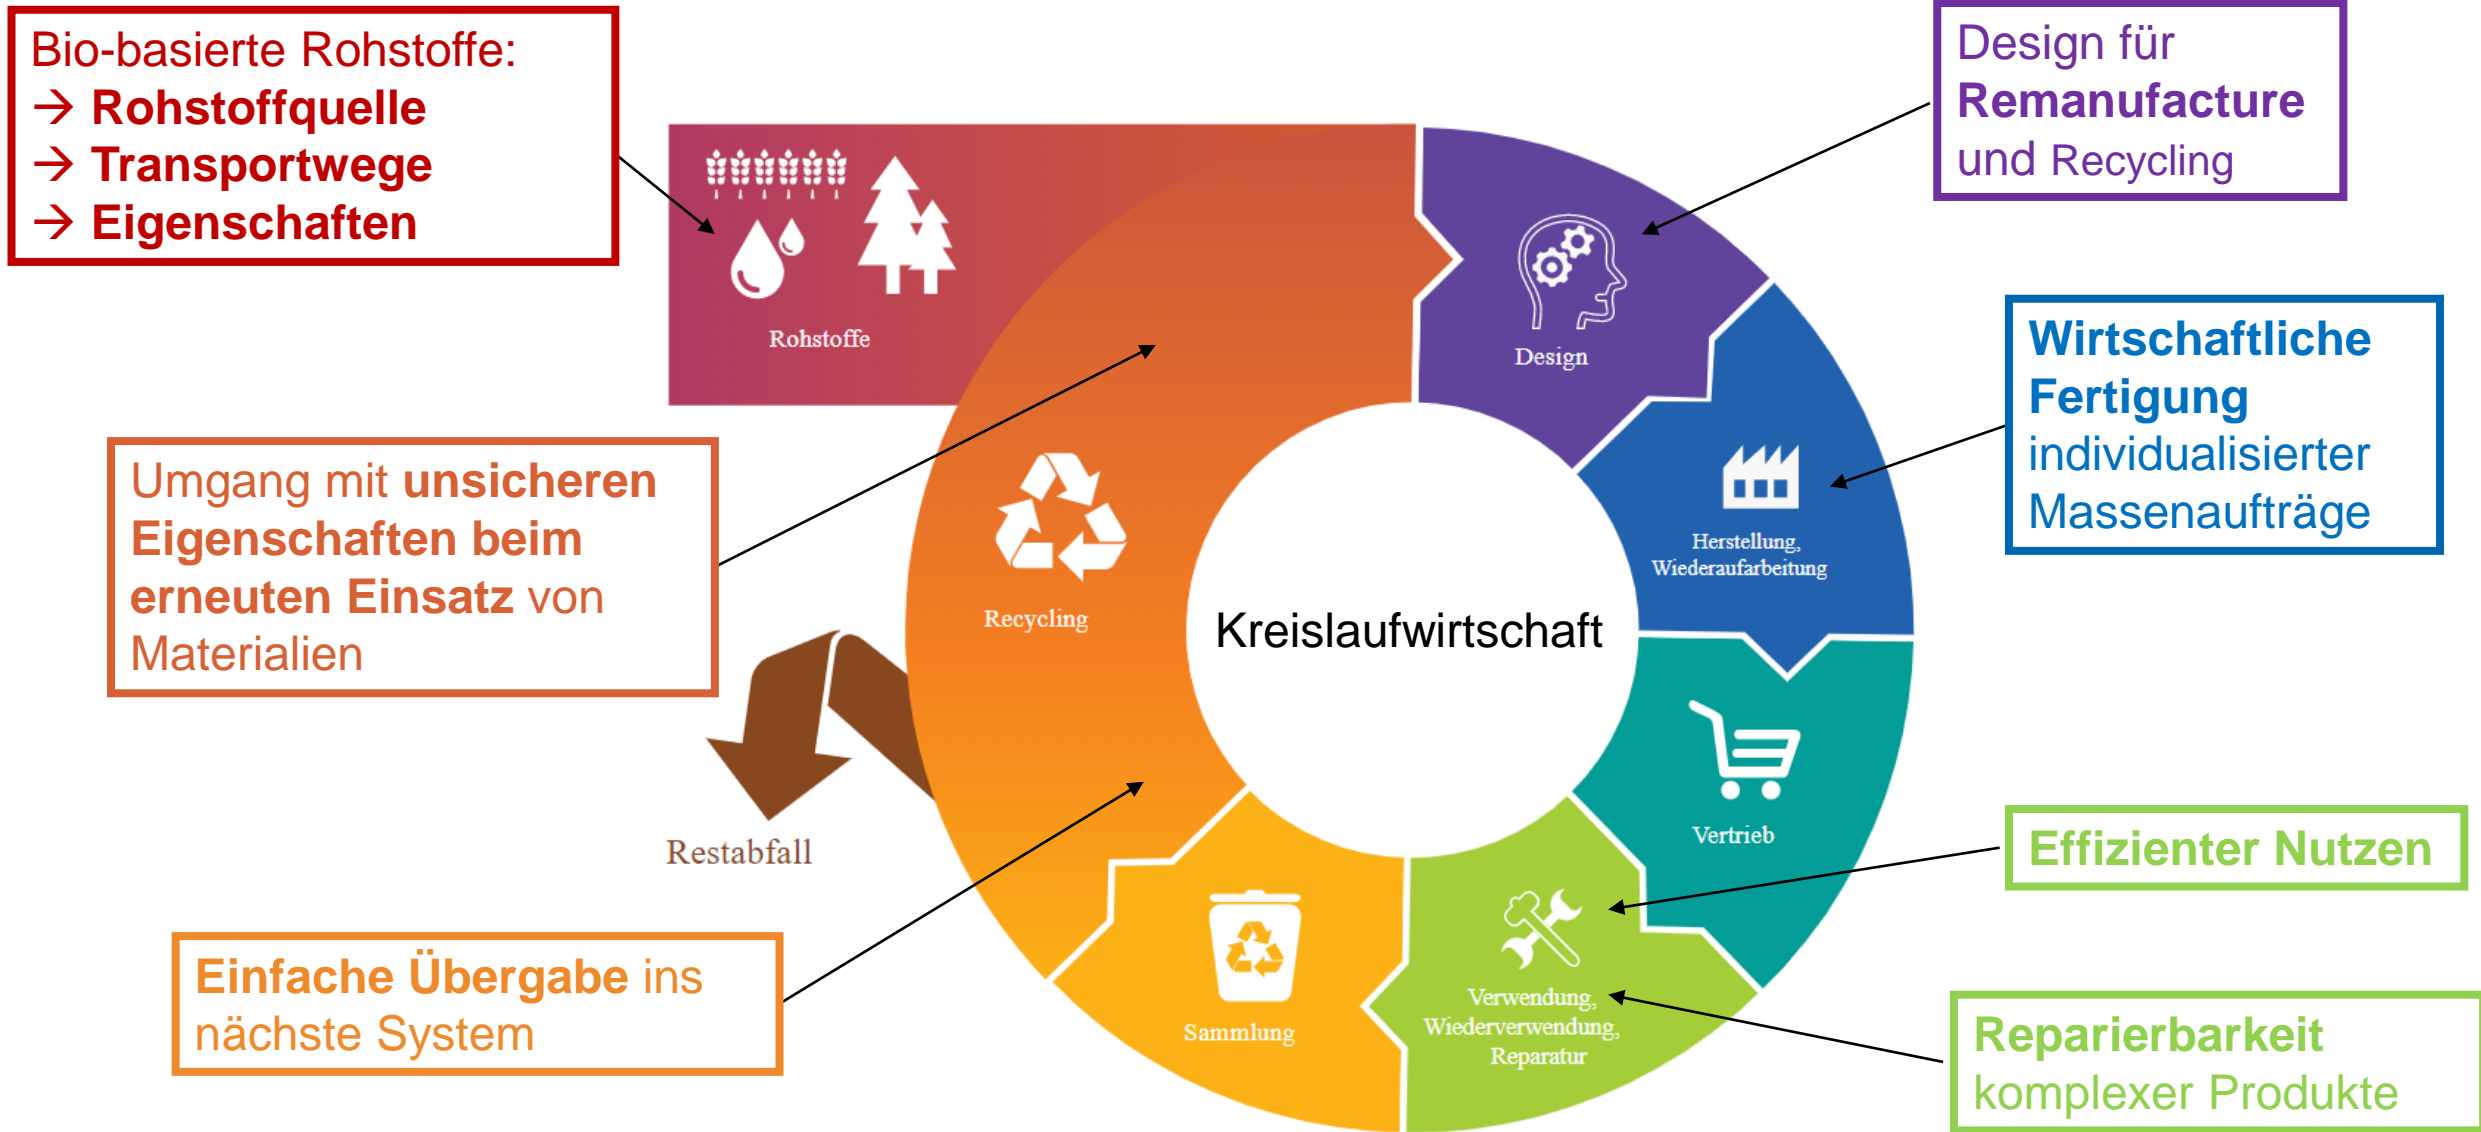 Bio-basierte Rohstoffe:
→ Rohstoffquelle
→ Transportwege
→ Eigenschaften
Design für
Remanufacture
und Recycling
Rohstoffe
Design
Wirtschaftliche
Fertigung
individualisierter
Massenaufträge
Umgang mit unsicheren
Eigenschaften beim
erneuten Einsatz von
Materialien
Herstellung,
Wiederaufarbeitung
Recycling
Kreislaufwirtschaft
Vertrieb
Restabfall
Effizienter Nutzen
Einfache Übergabe ins
nächste System
Sammlung
Verwendung,
Wiederverwendung,
Reparatur
Reparierbarkeit
komplexer Produkte